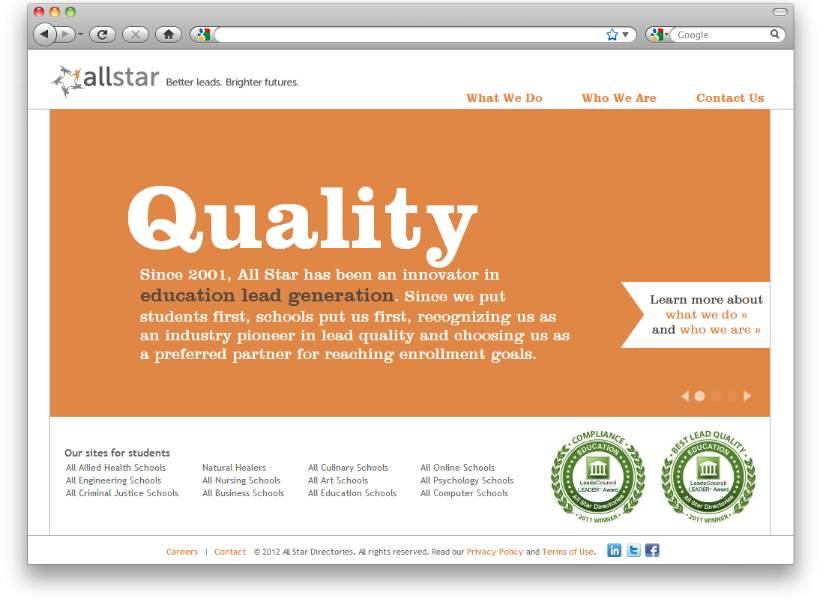 Google
allstar Better leads. Brighter futures.
What We Do Who We Are Contact Us
Quality
Since 2001, All Star has been an innovator in
education lead generation. Since we put
students first, schools put us first, recognizing us as
an industry pioneer in lead quality and choosing us as
a preferred partner for reaching enrollment goals.
Learn more about
what we do »
and who we are »
Our sites for students
All Allied Health Schools Natural Healers All Culinary Schools All Online Schools
All Engineering Schools All Nursing Schools All Art Schools All Psychology Schools
All Criminal Justice Schools All Business Schools All Education Schools All Computer Schools
COMPLIANCE
EDUCATION
LeadsCouncil
LEADER™ Award
All Star Directories
• 2011 WINNER •
BEST LEAD QUALITY
EDUCATION
LeadsCouncil
LEADER™ Award
All Star Directories
• 2011 WINNER •
Careers | Contact © 2012 All Star Directories. All rights reserved. Read our Privacy Policy and Terms of Use. in t f